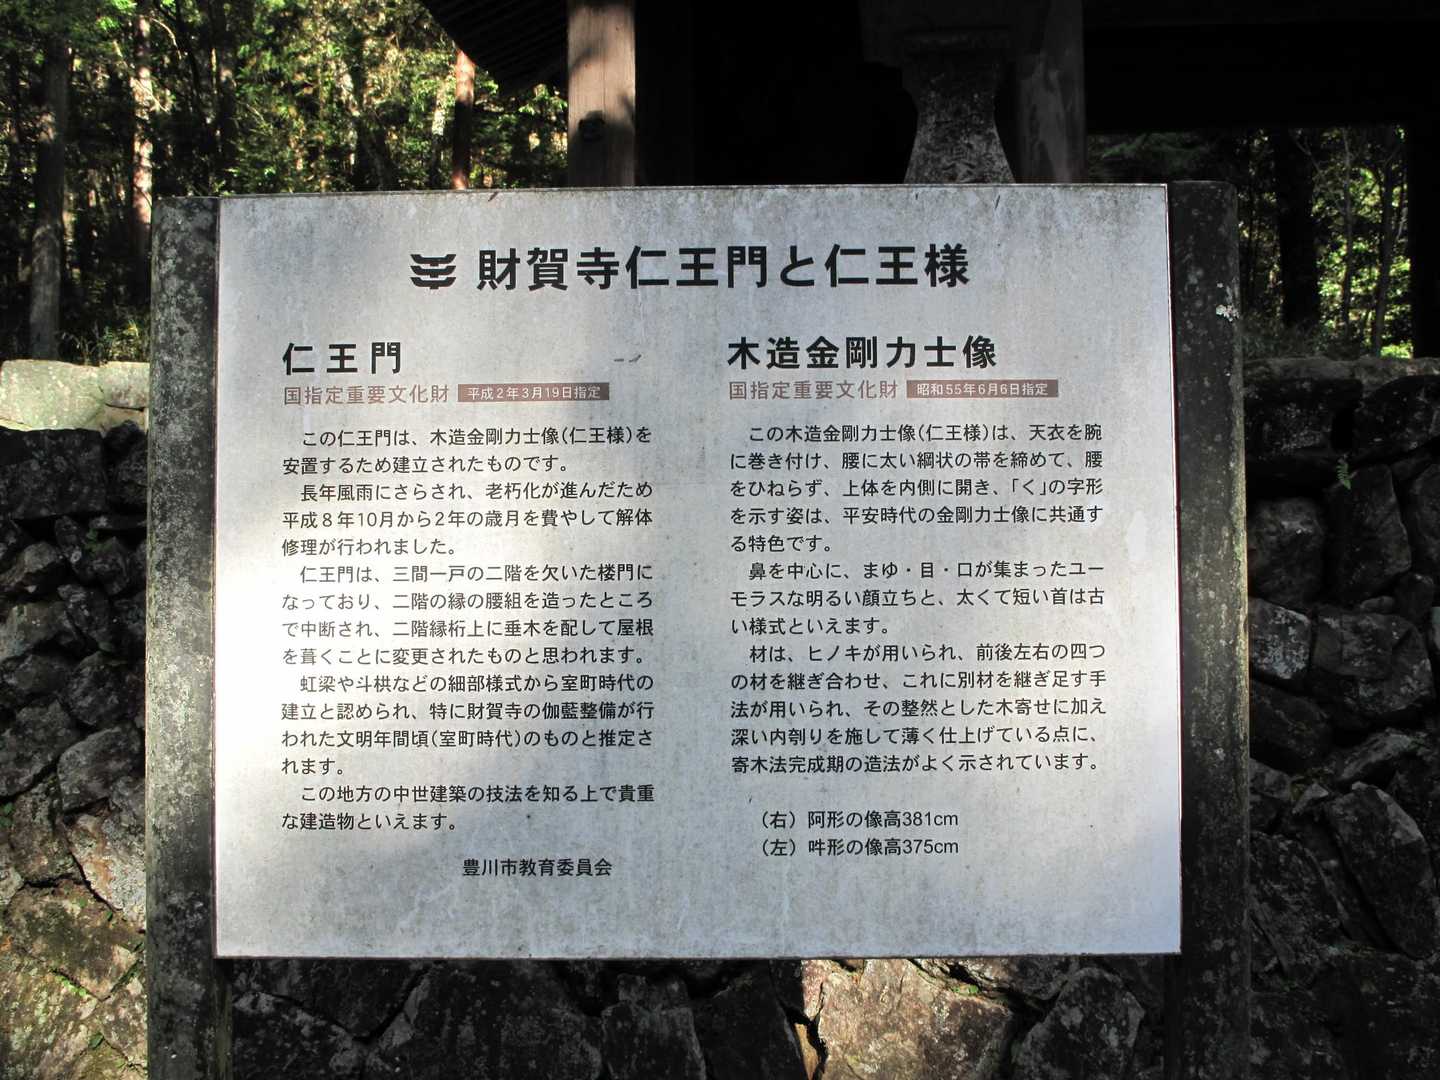 財賀寺仁王門と仁王様
仁王門
国指定重要文化財 平成2年3月19日指定
この仁王門は、木造金剛力士像(仁王様)を
安置するため建立されたものです。
長年風雨にさらされ、老朽化が進んだため
平成8年10月から2年の歳月を費やして解体
修理が行われました。
仁王門は、三間一戸の二階を欠いた楼門に
なっており、二階の縁の腰組を造ったところ
で中断され、二階縁桁上に垂木を配して屋根
を葺くことに変更されたものと思われます。
虹梁や斗栱などの細部様式から室町時代の
建立と認められ、特に財賀寺の伽藍整備が行
われた文明年間頃(室町時代)のものと推定さ
れます。
この地方の中世建築の技法を知る上で貴重
な建造物といえます。
豊川市教育委員会
木造金剛力士像
国指定重要文化財 昭和55年6月6日指定
この木造金剛力士像(仁王様)は、天衣を腕
に巻き付け、腰に太い綱状の帯を締めて、腰
をひねらず、上体を内側に開き、「く」の字形
を示す姿は、平安時代の金剛力士像に共通す
る特色です。
鼻を中心に、まゆ・目・口が集まったユー
モラスな明るい顔立ちと、太くて短い首は古
い様式といえます。
材は、ヒノキが用いられ、前後左右の四つ
の材を継ぎ合わせ、これに別材を継ぎ足す手
法が用いられ、その整然とした木寄せに加え
深い内刳りを施して薄く仕上げている点に、
寄木法完成期の造法がよく示されています。
(右) 阿形の像高381cm
(左) 吽形の像高375cm